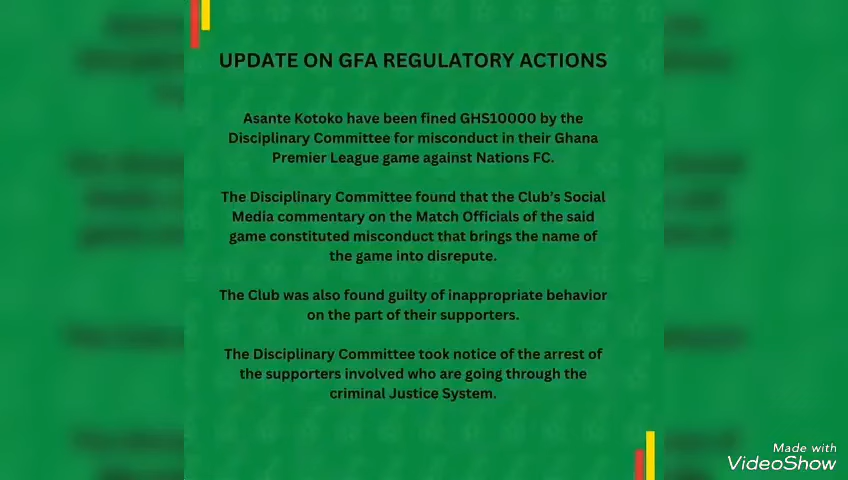 UPDATE ON GFA REGULATORY ACTIONS
Asante Kotoko have been fined GHS10000 by the
Disciplinary Committee for misconduct in their Ghana
Premier League game against Nations FC.
The Disciplinary Committee found that the Club's Social
Media commentary on the Match Officials of the said
game constituted misconduct that brings the name of
the game into disrepute.
The Club was also found guilty of inappropriate behavior
on the part of their supporters.
The Disciplinary Committee took notice of the arrest of
the supporters involved who are going through the
criminal Justice System.
Made with
VideoShow